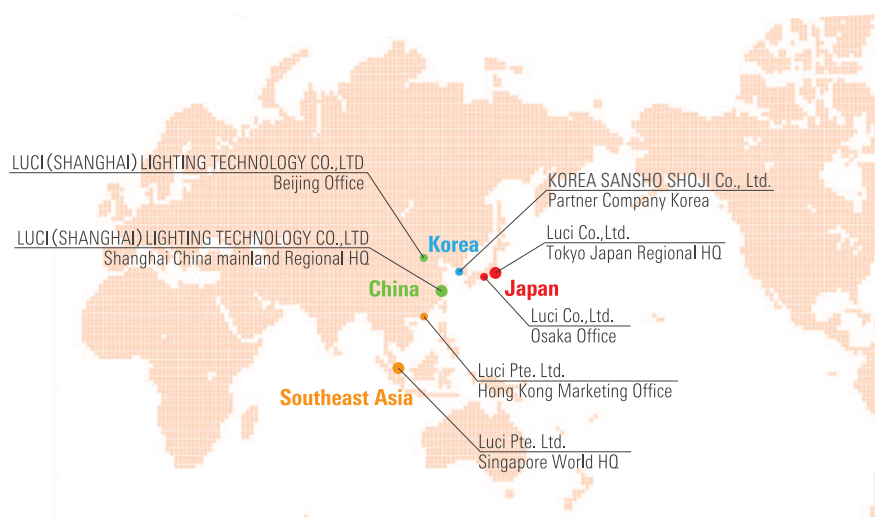 LUCI (SHANGHAI) LIGHTING TECHNOLOGY CO.,LTD
Beijing Office
KOREA SANSHO SHOJI Co., Ltd.
Partner Company Korea
LUCI (SHANGHAI) LIGHTING TECHNOLOGY CO.,LTD
Shanghai China mainland Regional HQ
Korea
Luci Co.,Ltd.
Tokyo Japan Regional HQ
China
Japan
Luci Co.,Ltd.
Osaka Office
Luci Pte. Ltd.
Hong Kong Marketing Office
Southeast Asia
Luci Pte. Ltd.
Singapore World HQ